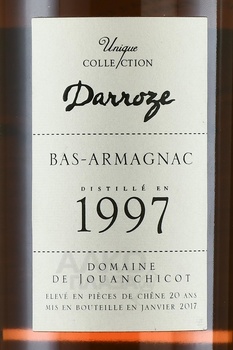 Unique
COLLECTION
Darroze
BAS-ARMAGNAC
DISTILLÉ EN
1997
DOMAINE
DE JOUANCHICOT
ELEVÉ EN PIÈCES DE CHÊNE 20 ANS
MIS EN BOUTEILLE EN JANVIER 2017